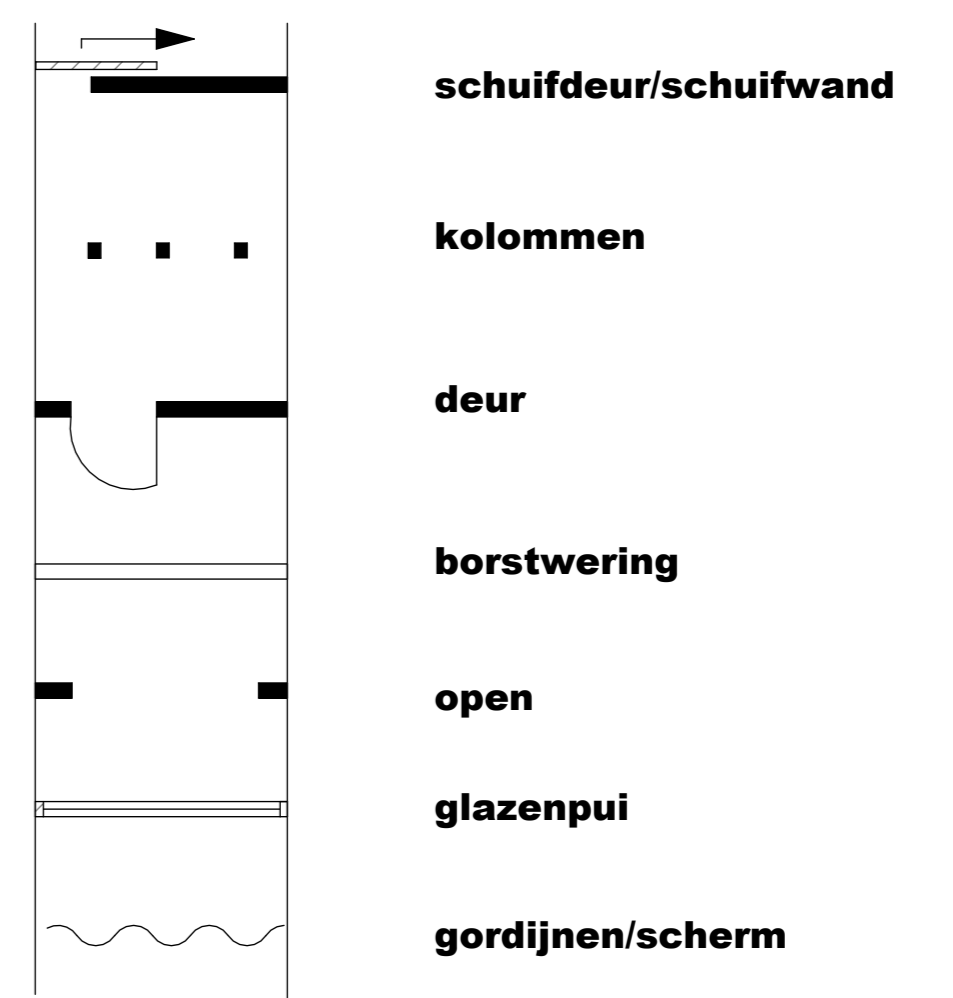 schuifdeur/schuifwand
kolommen
deur
borstwering
open
glazenpui
gordijnen/scherm